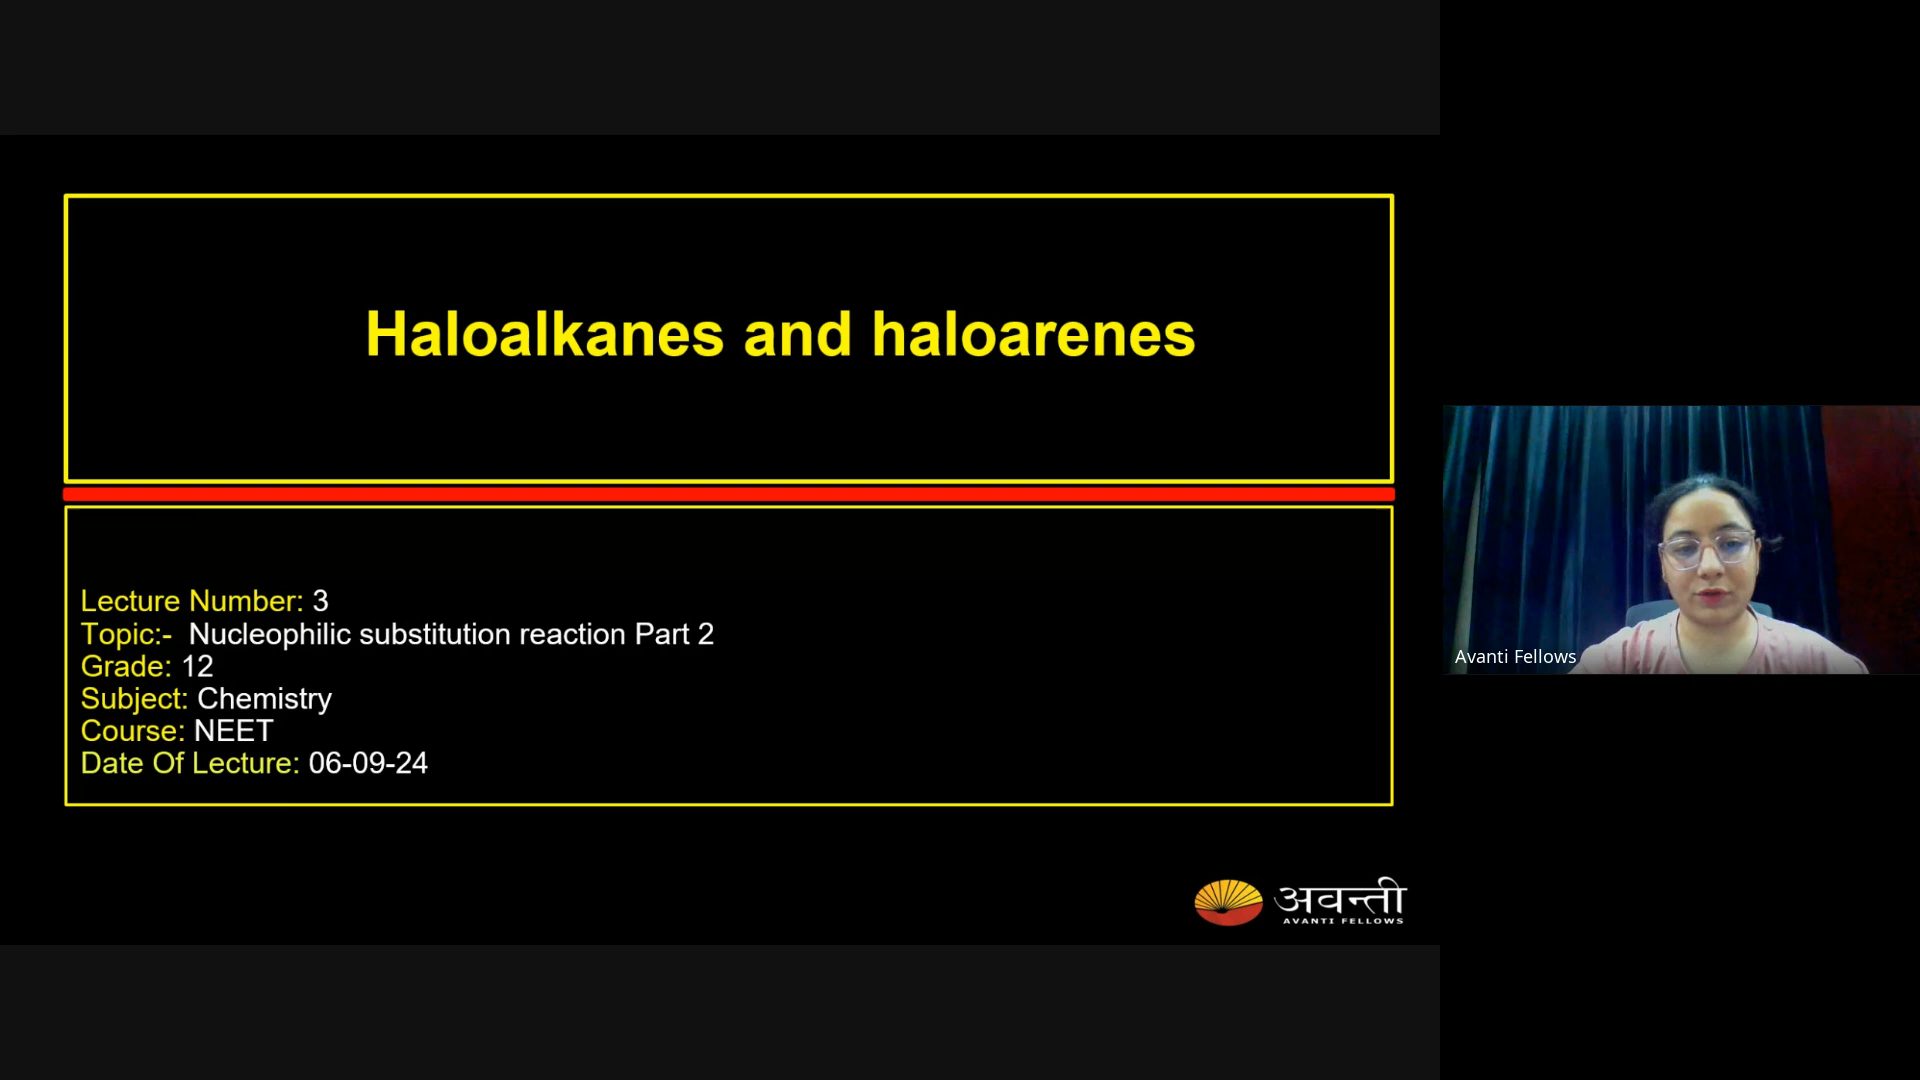 Haloalkanes and haloarenes
Lecture Number: 3
Topic:- Nucleophilic substitution reaction Part 2
Grade: 12
Subject: Chemistry
Course: NEET
Date Of Lecture: 06-09-24
Avanti Fellows
अवन्ती
AVANTI FELLOWS